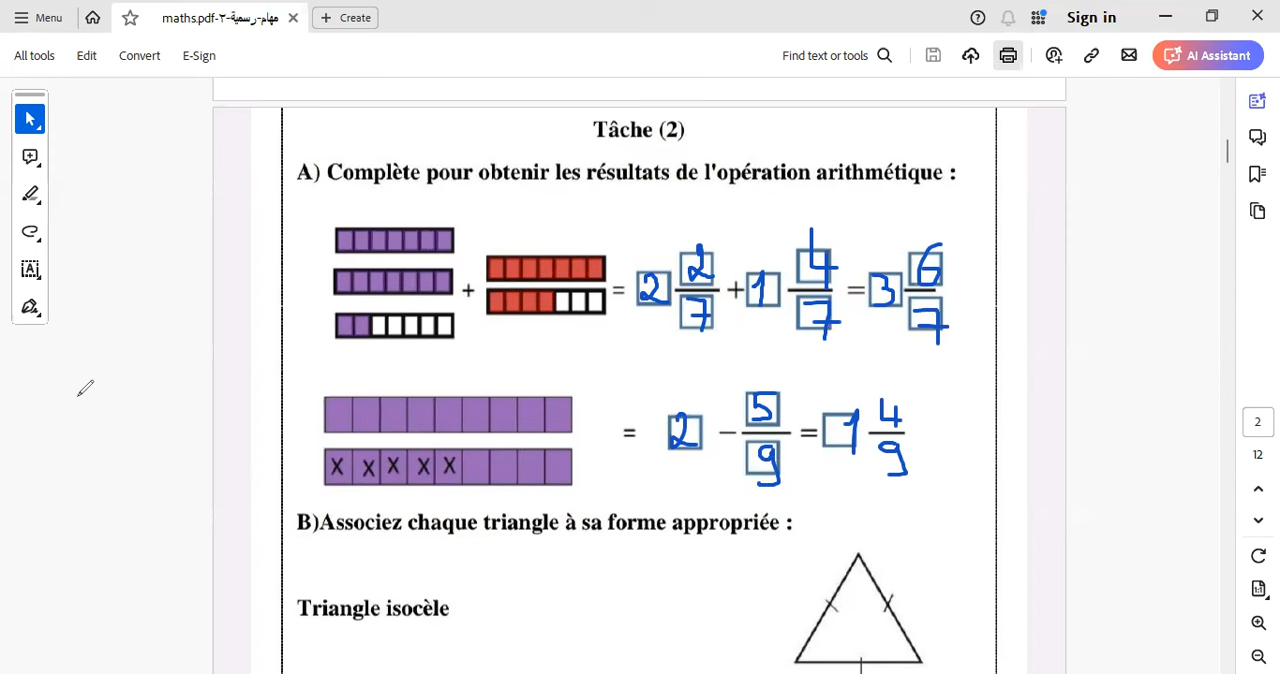 Menu
maths.pdf-مهام-رسمية-٣
Create
Sign in
All tools
Edit
Convert
E-Sign
Find text or tools
AI Assistant
Tâche (2)
A) Complète pour obtenir les résultats de l'opération arithmétique :
+ = 2 2/7 + 1 4/7 = 3 6/7
= 2 - 5/9 = 1 4/9
X X X X X
B)Associez chaque triangle à sa forme appropriée :
Triangle isocèle
2
12